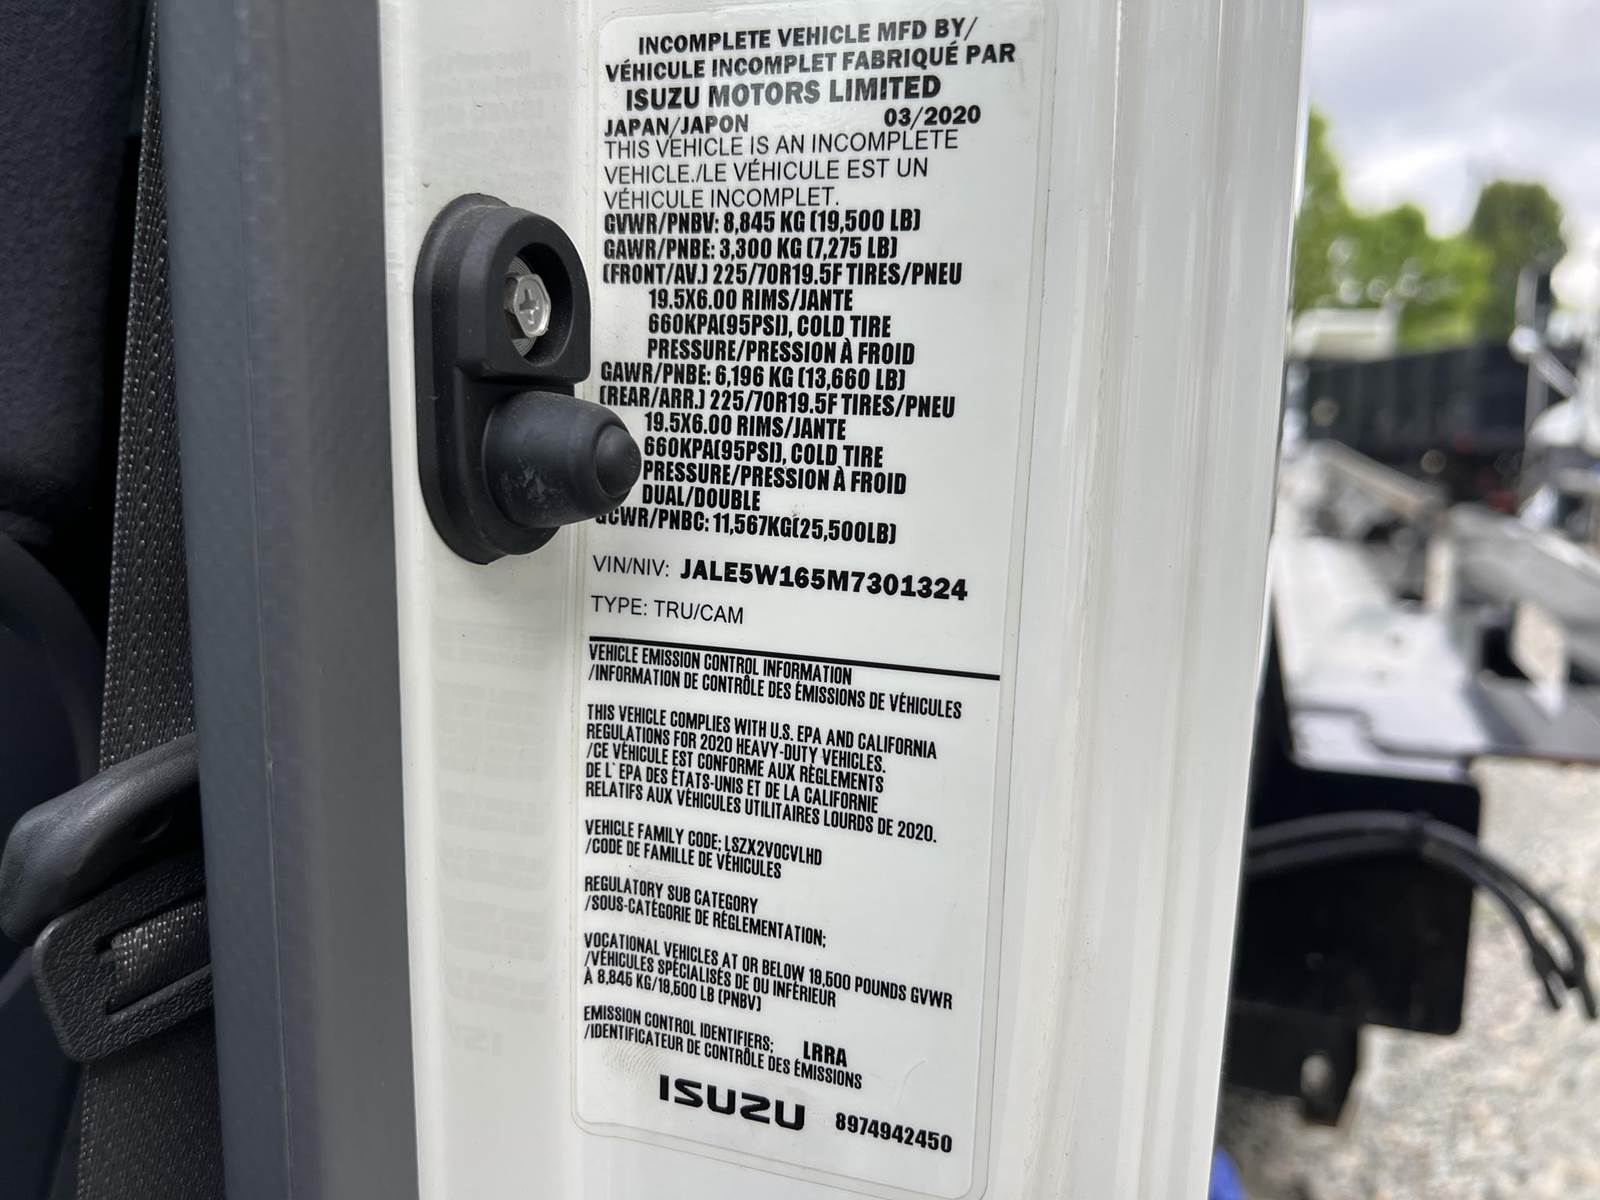 INCOMPLETE VEHICLE MFD BY/
VÉHICULE INCOMPLET FABRIQUÉ PAR
ISUZU MOTORS LIMITED
JAPAN/JAPON 03/2020
THIS VEHICLE IS AN INCOMPLETE
VEHICLE./LE VÉHICULE EST UN
VÉHICULE INCOMPLET.
GVWR/PNBV: 8,845 KG (19,500 LB)
GAWR/PNBE: 3,300 KG (7,275 LB)
(FRONT/AV.) 225/70R19.5F TIRES/PNEU
19.5X6.00 RIMS/JANTE
660KPA(95PSI), COLD TIRE
PRESSURE/PRESSION À FROID
GAWR/PNBE: 6,196 KG (13,660 LB)
(REAR/ARR.) 225/70R19.5F TIRES/PNEU
19.5X6.00 RIMS/JANTE
660KPA(95PSI), COLD TIRE
PRESSURE/PRESSION À FROID
DUAL/DOUBLE
GCWR/PNBC: 11,567KG(25,500LB)
VIN/NIV: JALE5W165M7301324
TYPE: TRU/CAM
VEHICLE EMISSION CONTROL INFORMATION
/INFORMATION DE CONTRÔLE DES ÉMISSIONS DE VÉHICULES
THIS VEHICLE COMPLIES WITH U.S. EPA AND CALIFORNIA
REGULATIONS FOR 2020 HEAVY-DUTY VEHICLES.
/CE VÉHICULE EST CONFORME AUX RÈGLEMENTS
DE L'EPA DES ÉTATS-UNIS ET DE LA CALIFORNIE
RELATIFS AUX VÉHICULES UTILITAIRES LOURDS DE 2020.
VEHICLE FAMILY CODE; LSZX2VOCVLHD
/CODE DE FAMILLE DE VÉHICULES
REGULATORY SUB CATEGORY
/SOUS-CATÉGORIE DE RÉGLEMENTATION;
VOCATIONAL VEHICLES AT OR BELOW 19,500 POUNDS GVWR
/VÉHICULES SPÉCIALISÉS DE OU INFÉRIEUR
À 8,845 KG/19,500 LB (PNBV)
EMISSION CONTROL IDENTIFIERS; LRRA
/IDENTIFICATEUR DE CONTRÔLE DES ÉMISSIONS
ISUZU 8974942450